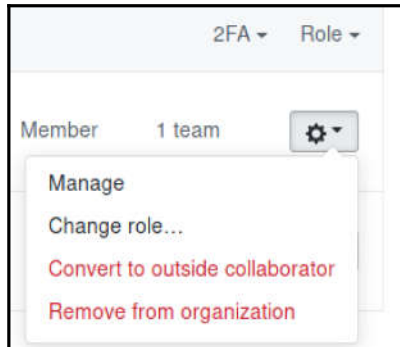 2FA Role
Member 1 team
Manage
Change role...
Convert to outside collaborator
Remove from organization